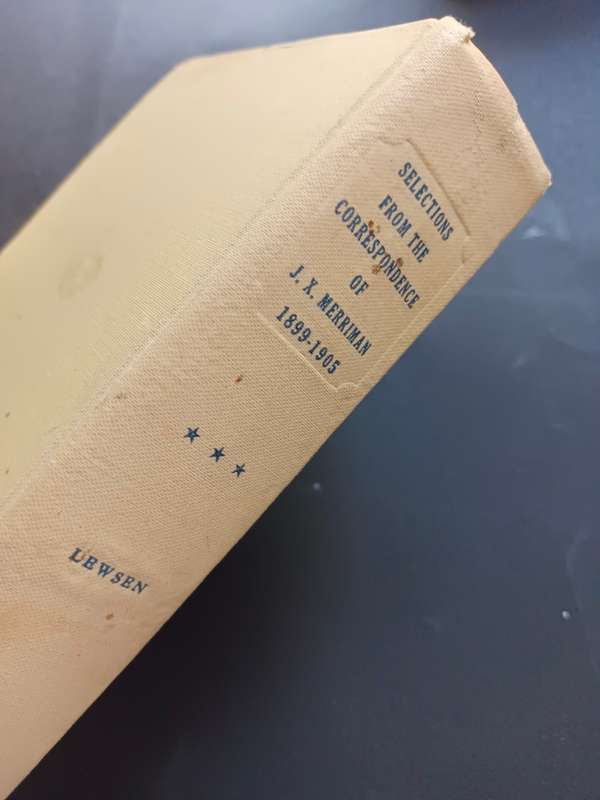 SELECTIONS
FROM THE
CORRESPONDENCE
OF
J. X. MERRIMAN
1899-1905
★ ★ ★
LEWSEN